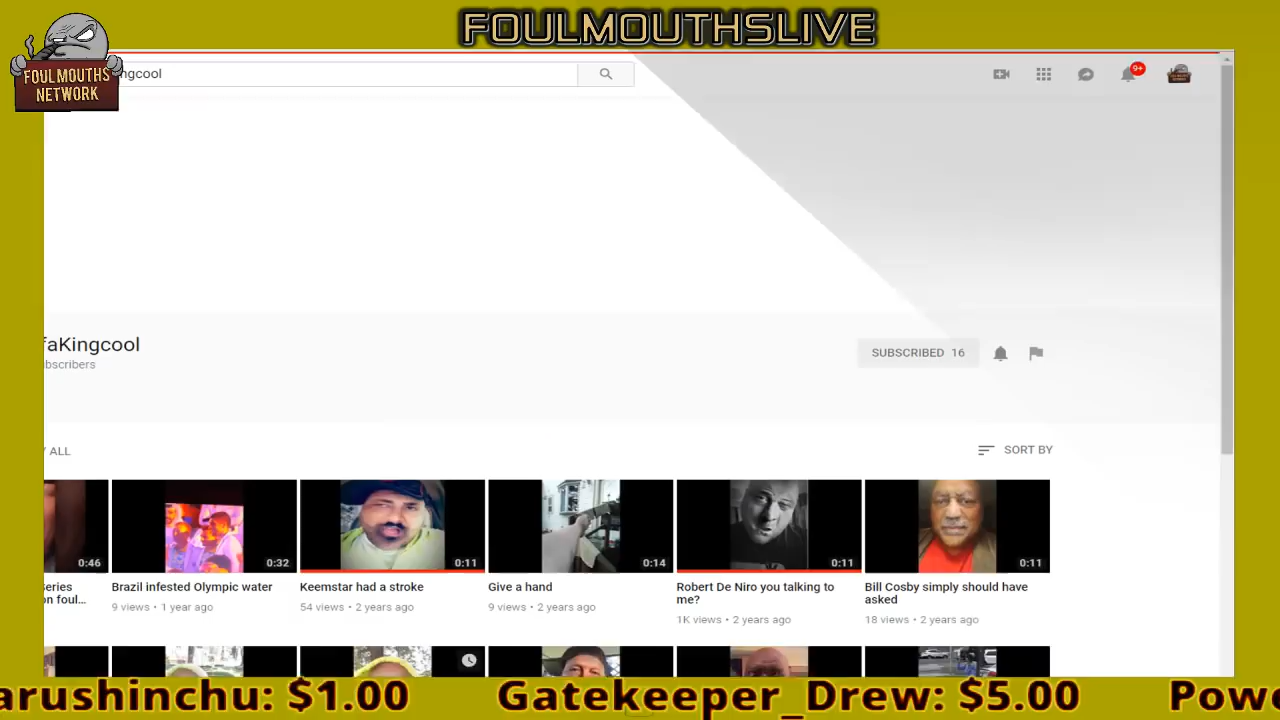 FOULMOUTHSLIVE
FOULMOUTHS
NETWORK
ngcool
9+
faKingcool
bscribers
SUBSCRIBED 16
ALL
SORT BY
0:46
0:32
0:11
0:14
0:11
0:11
Series
on foul...
Brazil infested Olympic water
9 views • 1 year ago
Keemstar had a stroke
54 views • 2 years ago
Give a hand
9 views • 2 years ago
Robert De Niro you talking to
me?
1K views • 2 years ago
Bill Cosby simply should have
asked
18 views • 2 years ago
arushinchu: $1.00 Gatekeeper_Drew: $5.00 Powe